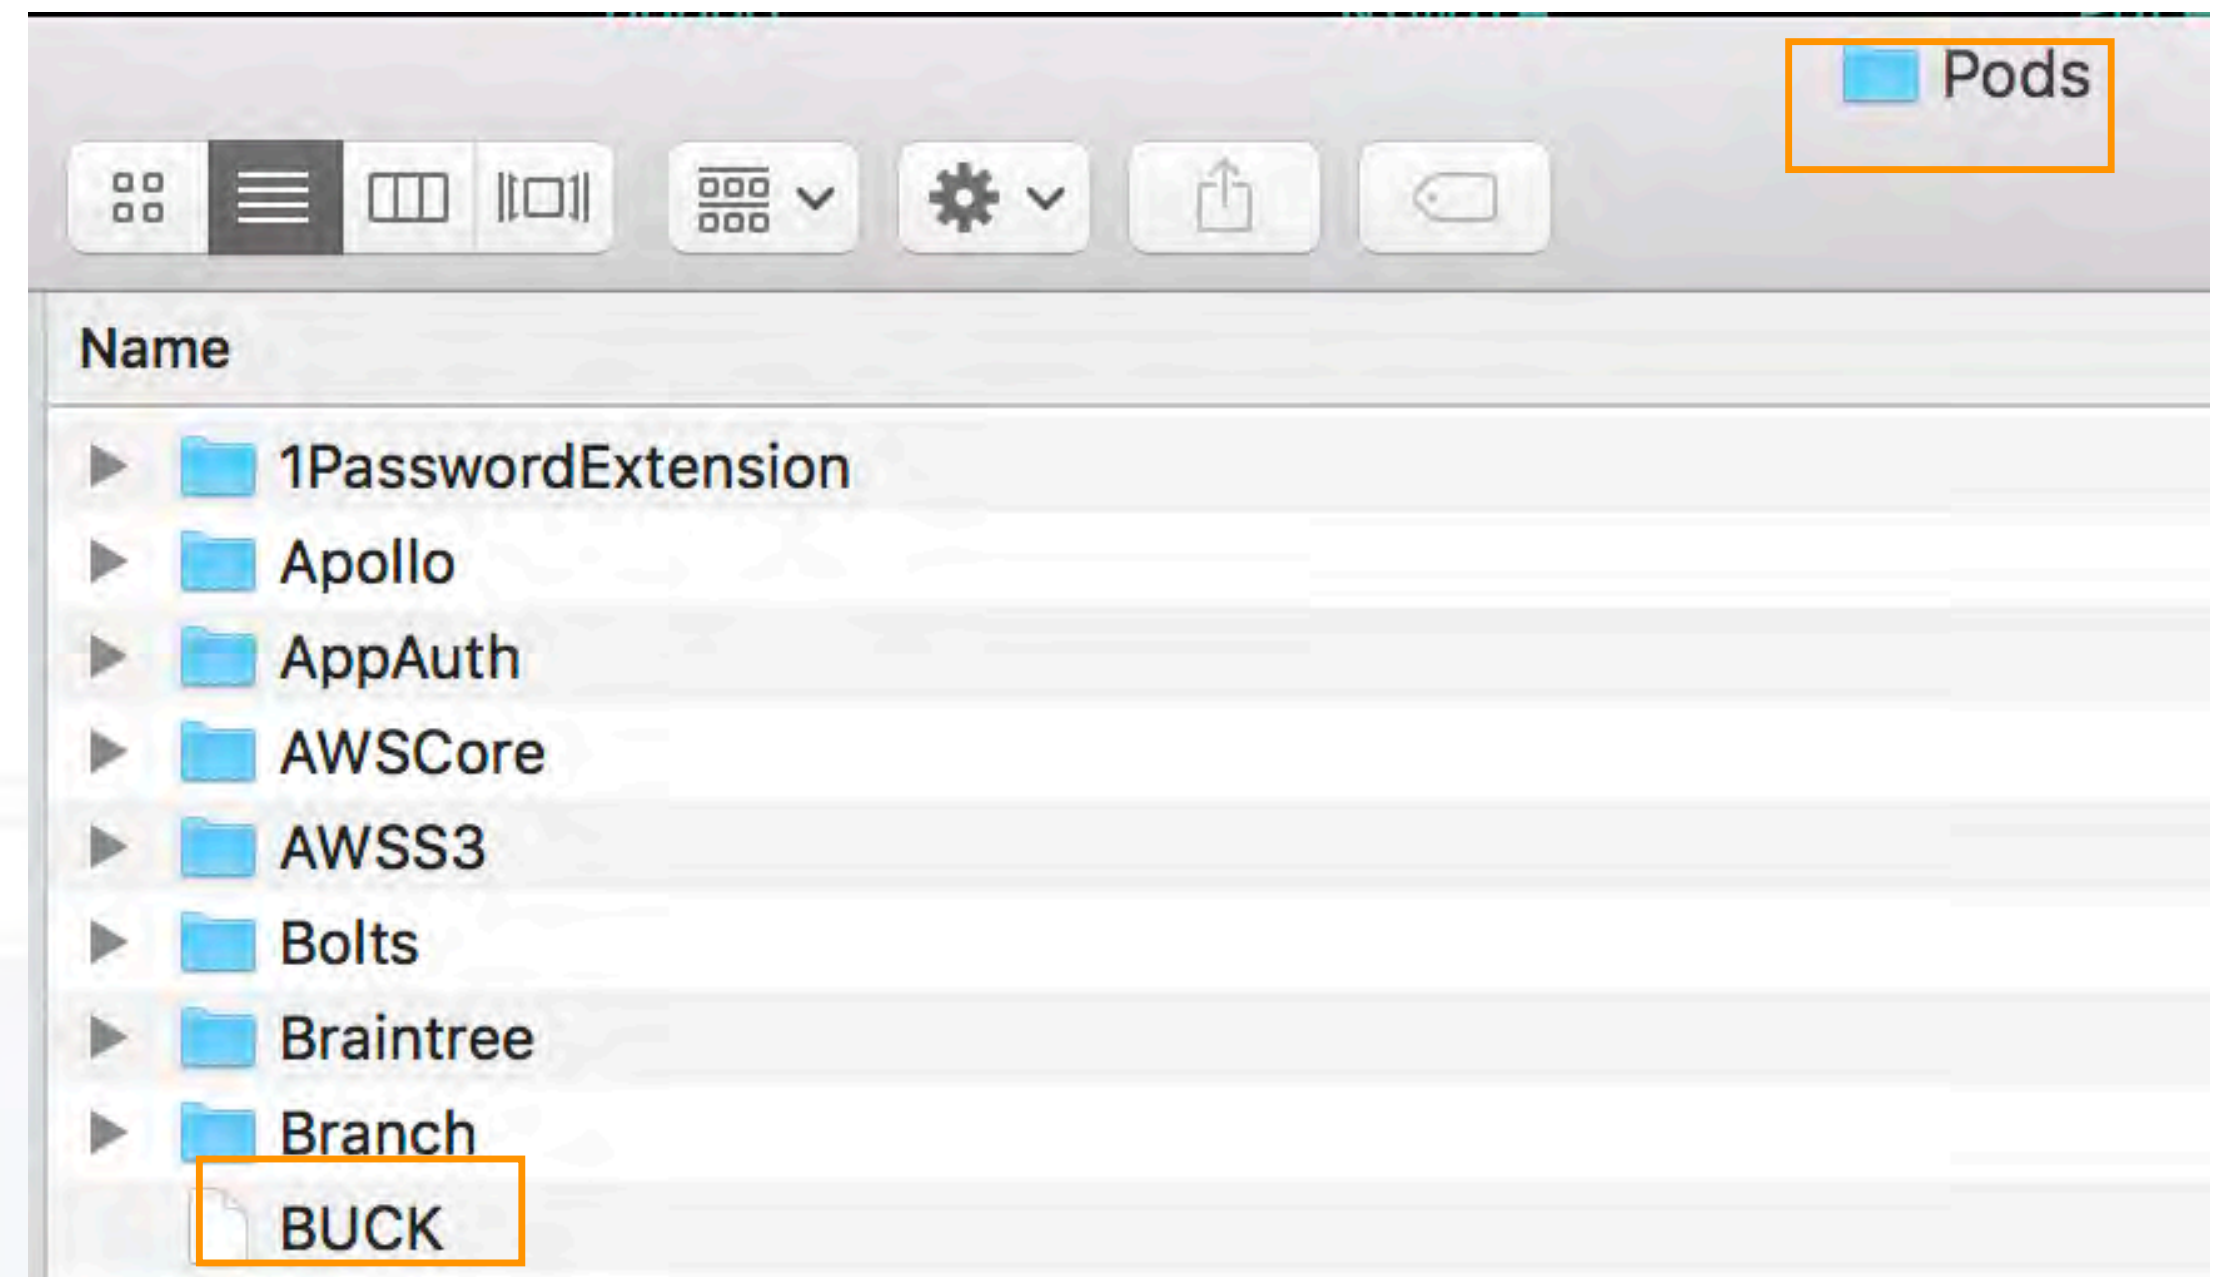 Pods
Name
1PasswordExtension
Apollo
AppAuth
AWSCore
AWSS3
Bolts
Braintree
Branch
BUCK